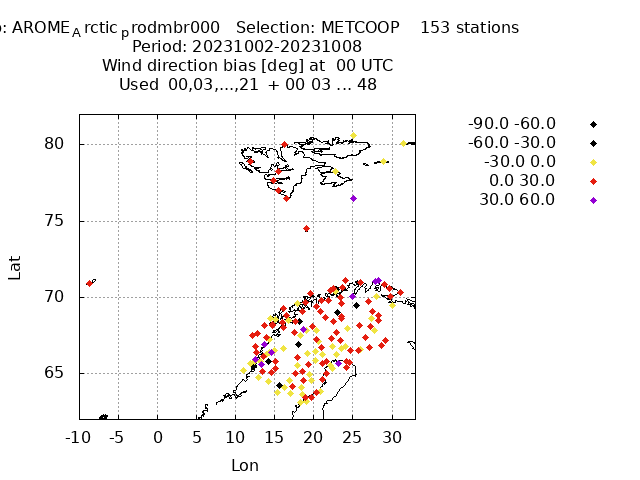 : AROME_Arctic_prodmbr000 Selection: METCOOP 153 stations
Period: 20231002-20231008
Wind direction bias [deg] at 00 UTC
Used 00,03,...,21 + 00 03 ... 48
-90.0 -60.0
-60.0 -30.0
-30.0 0.0
0.0 30.0
30.0 60.0
80
75
70
65
Lat
-10 -5 0 5 10 15 20 25 30
Lon